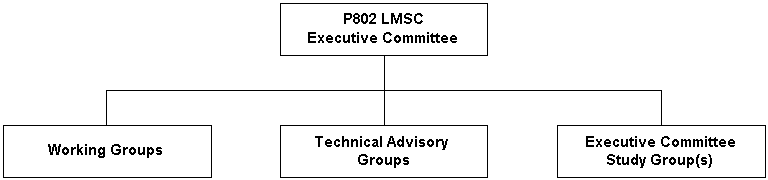 P802 LMSC
Executive Committee
Working Groups
Technical Advisory
Groups
Executive Committee
Study Group(s)